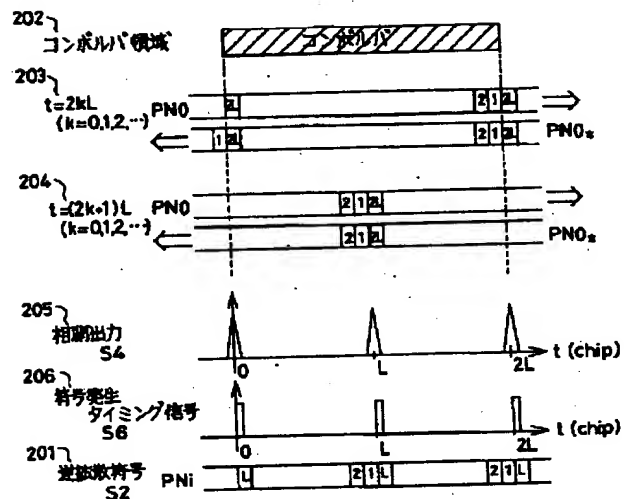 202
コンボルバ領域
コンボルバ
203
t=2kL
(k=0,1,2,…)
PN0
2L
2 1 2L
1 2L
2 1 2L
PN0*
204
t=(2k+1)L
(k=0,1,2,…)
PN0
2 1 2L
2 1 2L
PN0*
205
相関出力
S4
0
L
2L
t (chip)
206
符号発生
タイミング信号
S6
0
L
2L
t (chip)
201
逆拡散符号
S2
PNi
L
2 1 L
2 1 L